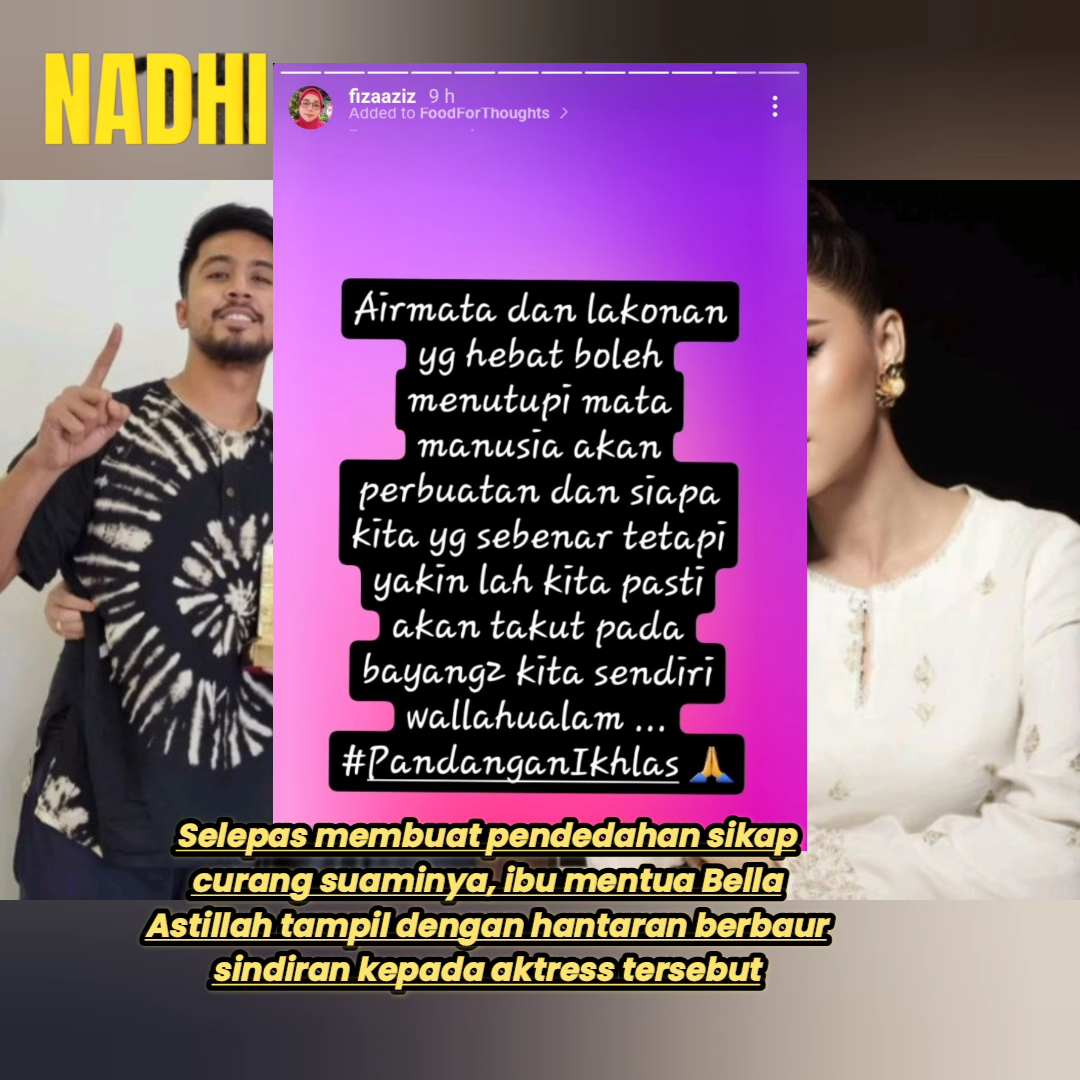 NADHI
fizaaziz 9 h
Added to FoodForThoughts >
Airmata dan lakonan
yg hebat boleh
menutupi mata
manusia akan
perbuatan dan siapa
kita yg sebenar tetapi
yakin lah kita pasti
akan takut pada
bayang2 kita sendiri
wallahualam ...
#PandanganIkhlas 🙏
Selepas membuat pendedahan sikap
curang suaminya, ibu mentua Bella
Astillah tampil dengan hantaran berbaur
sindiran kepada aktress tersebut